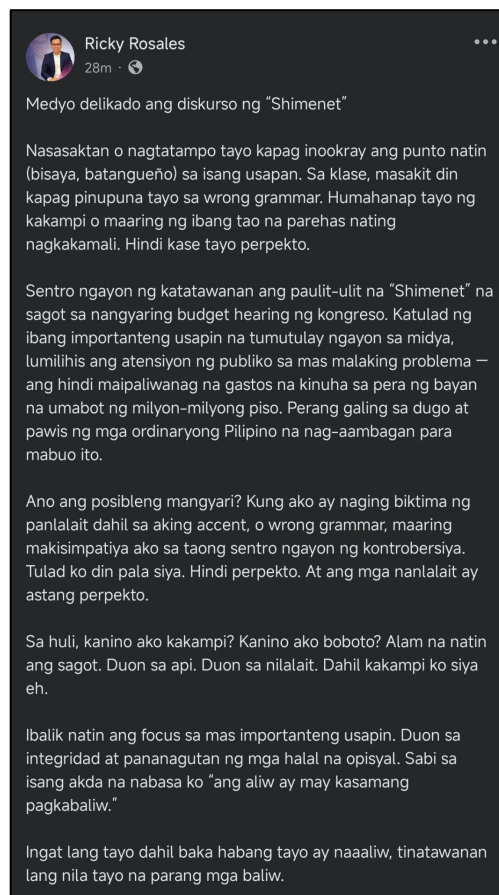 Ricky Rosales
28m ·
Medyo delikado ang diskurso ng “Shimenet”
Nasasaktan o nagtatampo tayo kapag inookray ang punto natin
(bisaya, batangueño) sa isang usapan. Sa klase, masakit din
kapag pinupuna tayo sa wrong grammar. Humahanap tayo ng
kakampi o maaring ng ibang tao na parehas nating
nagkakamali. Hindi kase tayo perpekto.
Sentro ngayon ng katatawanan ang paulit-ulit na “Shimenet” na
sagot sa nangyaring budget hearing ng kongreso. Katulad ng
ibang importanteng usapin na tumutulay ngayon sa midya,
lumilihis ang atensiyon ng publiko sa mas malaking problema —
ang hindi maipaliwanag na gastos na kinuha sa pera ng bayan
na umabot ng milyon-milyong piso. Perang galing sa dugo at
pawis ng mga ordinaryong Pilipino na nag-aambagan para
mabuo ito.
Ano ang posibleng mangyari? Kung ako ay naging biktima ng
panlalait dahil sa aking accent, o wrong grammar, maaring
makisimpatiya ako sa taong sentro ngayon ng kontrobersiya.
Tulad ko din pala siya. Hindi perpekto. At ang mga nanlalait ay
astang perpekto.
Sa huli, kanino ako kakampi? Kanino ako boboto? Alam na natin
ang sagot. Duon sa api. Duon sa nilalait. Dahil kakampi ko siya
eh.
Ibalik natin ang focus sa mas importanteng usapin. Duon sa
integridad at pananagutan ng mga halal na opisyal. Sabi sa
isang akda na nabasa ko “ang aliw ay may kasamang
pagkabaliw.”
Ingat lang tayo dahil baka habang tayo ay naaaliw, tinatawanan
lang nila tayo na parang mga baliw.